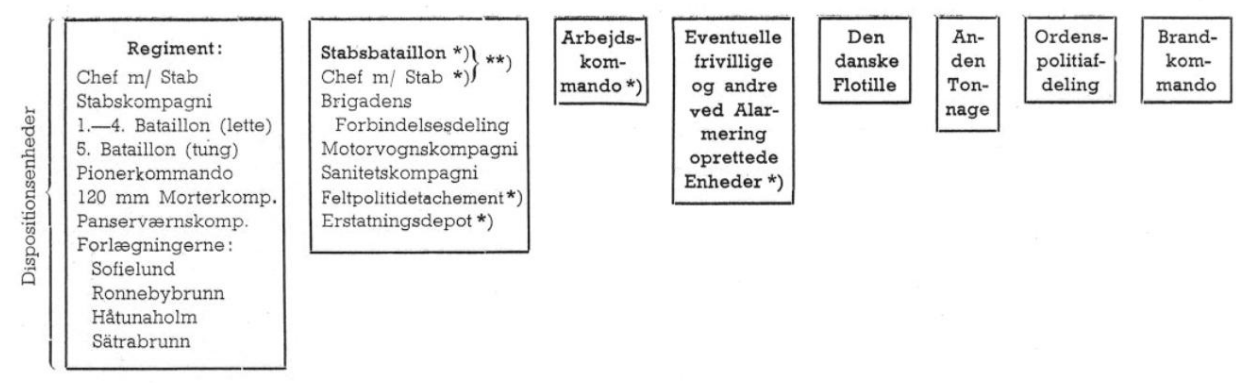 Dispositionsenheder
Regiment:
Chef m/ Stab
Stabskompagni
1.—4. Bataillon (lette)
5. Bataillon (tung)
Pionerkommando
120 mm Morterkomp.
Panserværnskomp.
Forlægningerne:
Sofielund
Ronnebybrunn
Håtunaholm
Sätrabrunn
Stabsbataillon *)
Chef m/ Stab *)
**)
Brigadens
Forbindelsesdeling
Motorvognskompagni
Sanitetskompagni
Feltpolitidetachement *)
Erstatningsdepot *)
Arbejds-
kom-
mando *)
Eventuelle
frivillige
og andre
ved Alar-
mering
oprettede
Enheder *)
Den
danske
Flotille
An-
den
Ton-
nage
Ordens-
politiaf-
deling
Brand-
kom-
mando